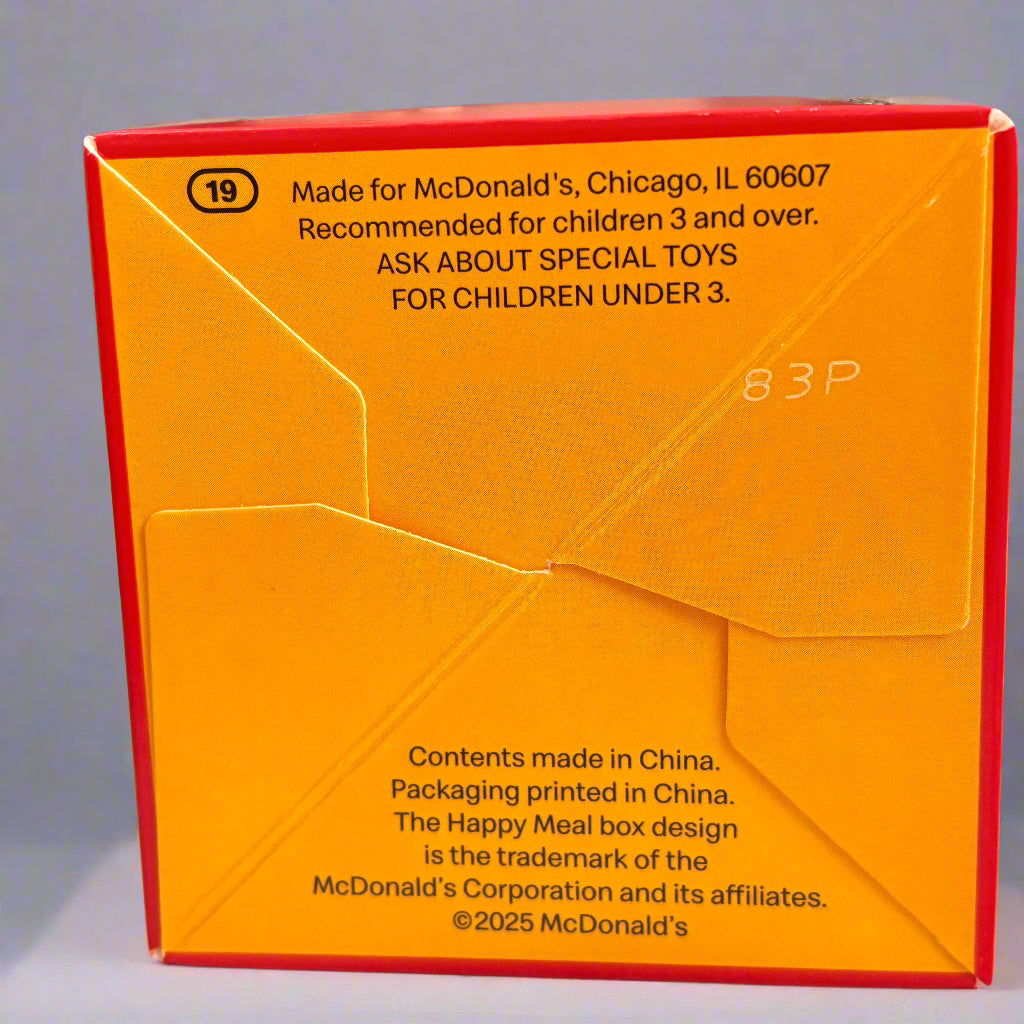 19
Made for McDonald's, Chicago, IL 60607
Recommended for children 3 and over.
ASK ABOUT SPECIAL TOYS
FOR CHILDREN UNDER 3.
83P
Contents made in China.
Packaging printed in China.
The Happy Meal box design
is the trademark of the
McDonald’s Corporation and its affiliates.
©2025 McDonald’s